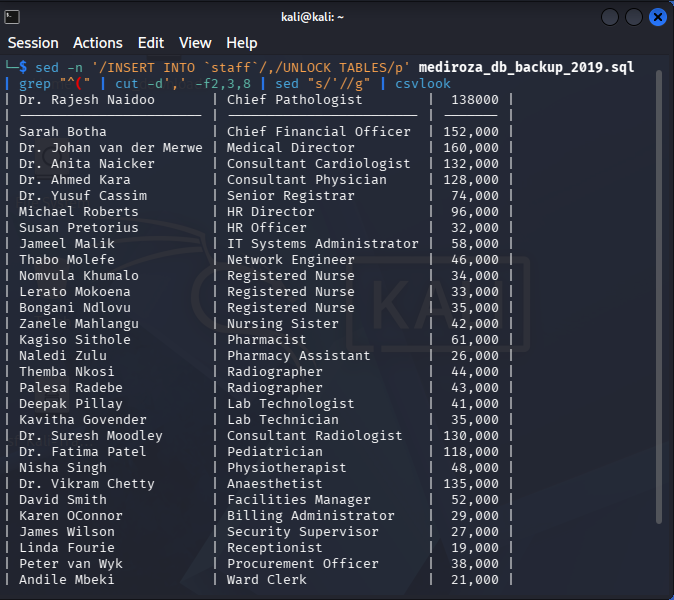 kali@kali: ~
Session Actions Edit View Help
└─$ sed -n '/INSERT INTO `staff`/,/UNLOCK TABLES/p' mediroza_db_backup_2019.sql
| grep "^(" | cut -d',' -f2,3,8 | sed "s/'//g" | csvlook
| Dr. Rajesh Naidoo | Chief Pathologist | 138000 |
| ----------------------- | ------------------------ | ------- |
| Sarah Botha | Chief Financial Officer | 152,000 |
| Dr. Johan van der Merwe | Medical Director | 160,000 |
| Dr. Anita Naicker | Consultant Cardiologist | 132,000 |
| Dr. Ahmed Kara | Consultant Physician | 128,000 |
| Dr. Yusuf Cassim | Senior Registrar | 74,000 |
| Michael Roberts | HR Director | 96,000 |
| Susan Pretorius | HR Officer | 32,000 |
| Jameel Malik | IT Systems Administrator | 58,000 |
| Thabo Molefe | Network Engineer | 46,000 |
| Nomvula Khumalo | Registered Nurse | 34,000 |
| Lerato Mokoena | Registered Nurse | 33,000 |
| Bongani Ndlovu | Registered Nurse | 35,000 |
| Zanele Mahlangu | Nursing Sister | 42,000 |
| Kagiso Sithole | Pharmacist | 61,000 |
| Naledi Zulu | Pharmacy Assistant | 26,000 |
| Themba Nkosi | Radiographer | 44,000 |
| Palesa Radebe | Radiographer | 43,000 |
| Deepak Pillay | Lab Technologist | 41,000 |
| Kavitha Govender | Lab Technician | 35,000 |
| Dr. Suresh Moodley | Consultant Radiologist | 130,000 |
| Dr. Fatima Patel | Pediatrician | 118,000 |
| Nisha Singh | Physiotherapist | 48,000 |
| Dr. Vikram Chetty | Anaesthetist | 135,000 |
| David Smith | Facilities Manager | 52,000 |
| Karen OConnor | Billing Administrator | 29,000 |
| James Wilson | Security Supervisor | 27,000 |
| Linda Fourie | Receptionist | 19,000 |
| Peter van Wyk | Procurement Officer | 38,000 |
| Andile Mbeki | Ward Clerk | 21,000 |